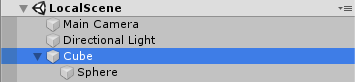 LocalScene
Main Camera
Directional Light
Cube
Sphere